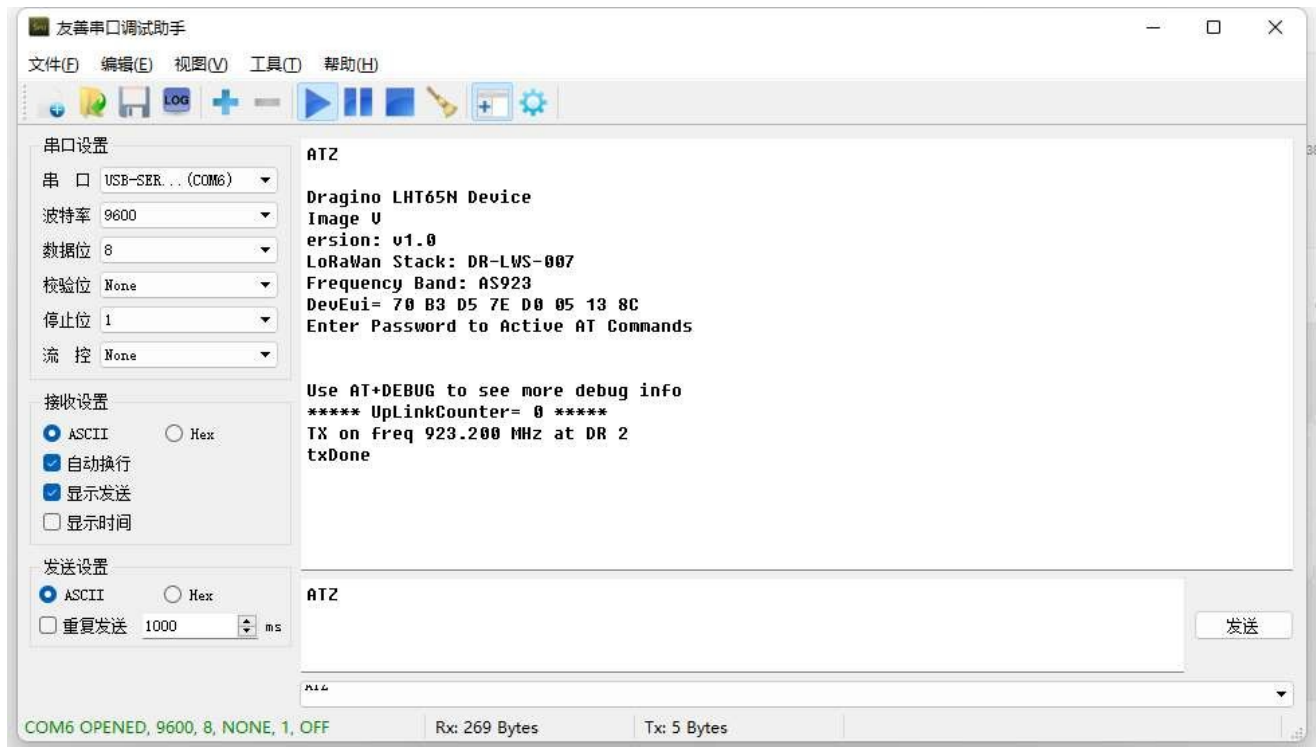 友善串口调试助手
文件(F) 编辑(E) 视图(V) 工具(T) 帮助(H)
LOG
串口设置
串 口 USB-SER...(COM6)
波特率 9600
数据位 8
校验位 None
停止位 1
流 控 None
接收设置
ASCII Hex
自动换行
显示发送
显示时间
发送设置
ASCII Hex
重复发送 1000 ms
ATZ
Dragino LHT65N Device
Image V
ersion: v1.0
LoRaWan Stack: DR-LWS-007
Frequency Band: AS923
DevEui= 70 B3 D5 7E D0 05 13 8C
Enter Password to Active AT Commands
Use AT+DEBUG to see more debug info
***** UpLinkCounter= 0 *****
TX on freq 923.200 MHz at DR 2
txDone
ATZ
发送
ATZ
COM6 OPENED, 9600, 8, NONE, 1, OFF Rx: 269 Bytes Tx: 5 Bytes